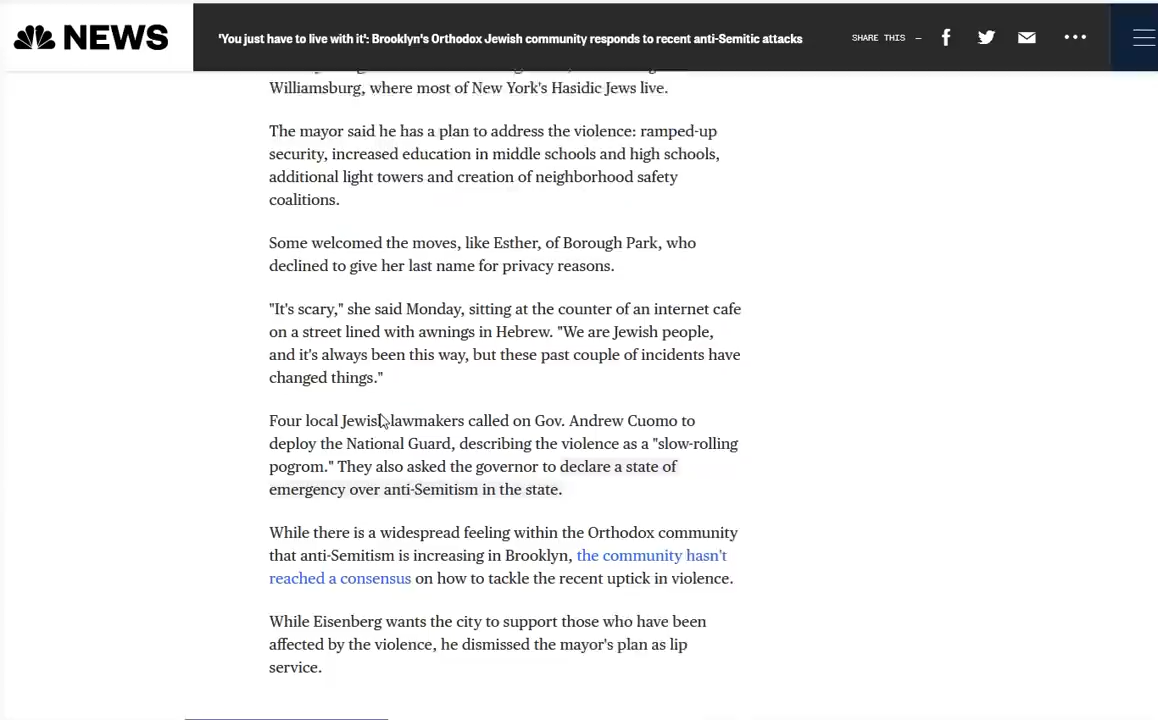 NEWS
'You just have to live with it': Brooklyn's Orthodox Jewish community responds to recent anti-Semitic attacks
SHARE THIS –
Williamsburg, where most of New York's Hasidic Jews live.
The mayor said he has a plan to address the violence: ramped-up
security, increased education in middle schools and high schools,
additional light towers and creation of neighborhood safety
coalitions.
Some welcomed the moves, like Esther, of Borough Park, who
declined to give her last name for privacy reasons.
"It's scary," she said Monday, sitting at the counter of an internet cafe
on a street lined with awnings in Hebrew. "We are Jewish people,
and it's always been this way, but these past couple of incidents have
changed things."
Four local Jewish lawmakers called on Gov. Andrew Cuomo to
deploy the National Guard, describing the violence as a "slow-rolling
pogrom." They also asked the governor to declare a state of
emergency over anti-Semitism in the state.
While there is a widespread feeling within the Orthodox community
that anti-Semitism is increasing in Brooklyn, the community hasn't
reached a consensus on how to tackle the recent uptick in violence.
While Eisenberg wants the city to support those who have been
affected by the violence, he dismissed the mayor's plan as lip
service.